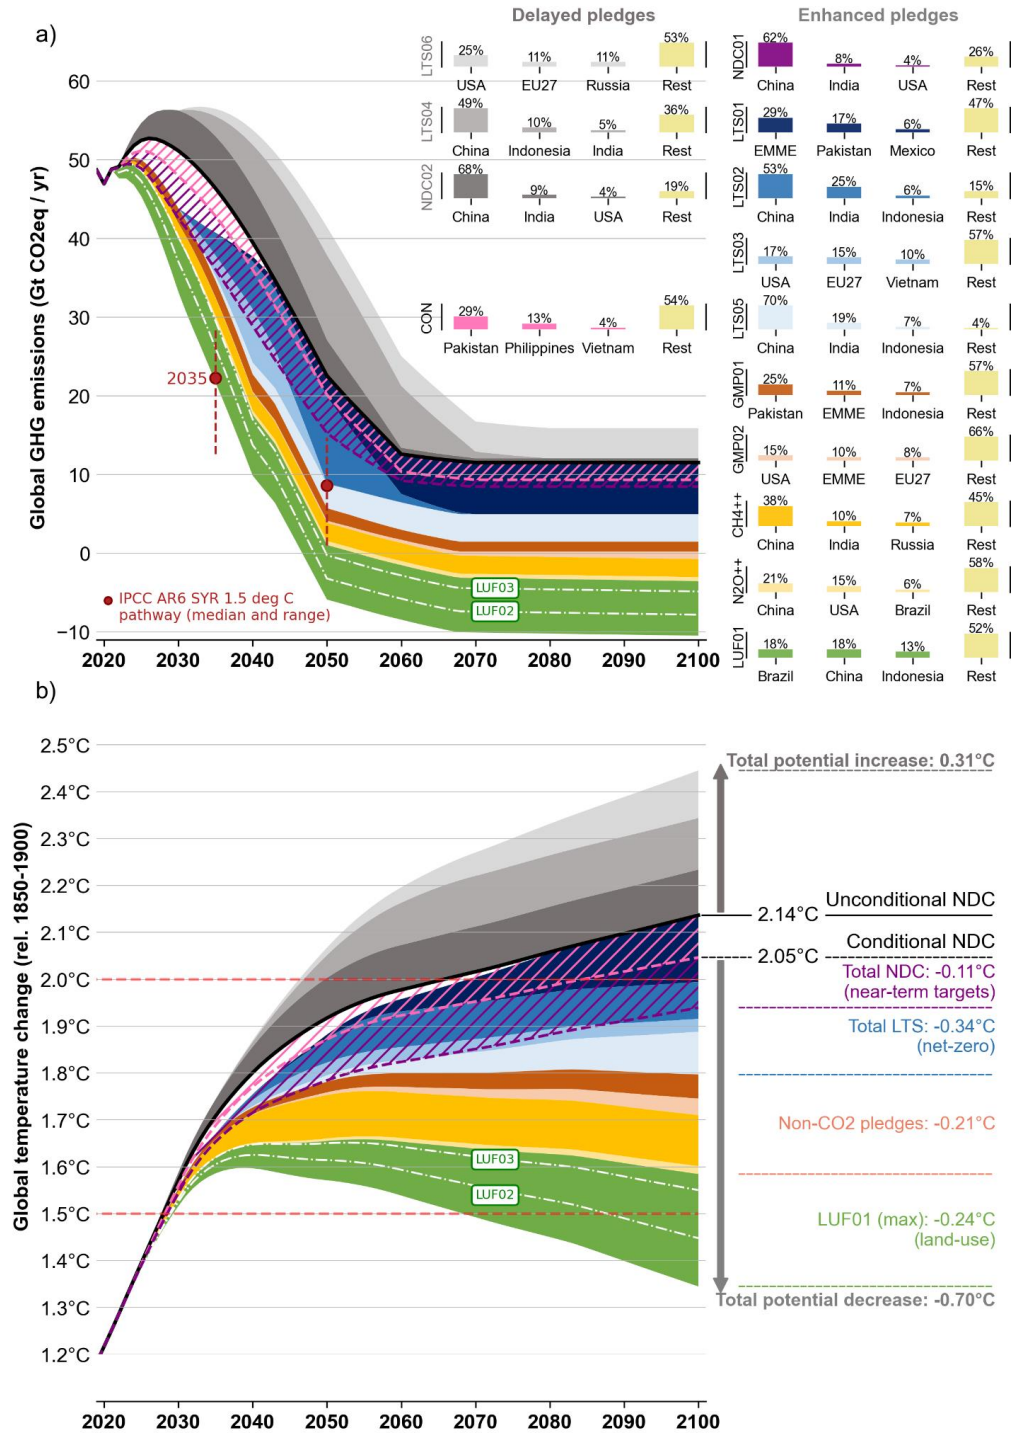 a)
Global GHG emissions (Gt CO2eq / yr)
60
50
40
30
20
10
0
−10
2020 2030 2040 2050 2060 2070 2080 2090 2100
2035
IPCC AR6 SYR 1.5 deg C
pathway (median and range)
LUF03
LUF02
Delayed pledges
LTS06
25% 11% 11% 53%
USA EU27 Russia Rest
LTS04
49% 10% 5% 36%
China Indonesia India Rest
NDC02
68% 9% 4% 19%
China India USA Rest
CON
29% 13% 4% 54%
Pakistan Philippines Vietnam Rest
Enhanced pledges
NDC01
62% 8% 4% 26%
China India USA Rest
LTS01
29% 17% 6% 47%
EMME Pakistan Mexico Rest
LTS02
53% 25% 6% 15%
China India Indonesia Rest
LTS03
17% 15% 10% 57%
USA EU27 Vietnam Rest
LTS05
70% 19% 7% 4%
China India Indonesia Rest
GMP01
25% 11% 7% 57%
Pakistan EMME Indonesia Rest
GMP02
15% 10% 8% 66%
USA EMME EU27 Rest
CH4++
38% 10% 7% 45%
China India Russia Rest
N2O++
21% 15% 6% 58%
China USA Brazil Rest
LUF01
18% 18% 13% 52%
Brazil China Indonesia Rest
b)
Global temperature change (rel. 1850-1900)
2.5°C
2.4°C
2.3°C
2.2°C
2.1°C
2.0°C
1.9°C
1.8°C
1.7°C
1.6°C
1.5°C
1.4°C
1.3°C
1.2°C
2020 2030 2040 2050 2060 2070 2080 2090 2100
LUF03
LUF02
Total potential increase: 0.31°C
Unconditional NDC
2.14°C
Conditional NDC
2.05°C
Total NDC: -0.11°C
(near-term targets)
Total LTS: -0.34°C
(net-zero)
Non-CO2 pledges: -0.21°C
LUF01 (max): -0.24°C
(land-use)
Total potential decrease: -0.70°C